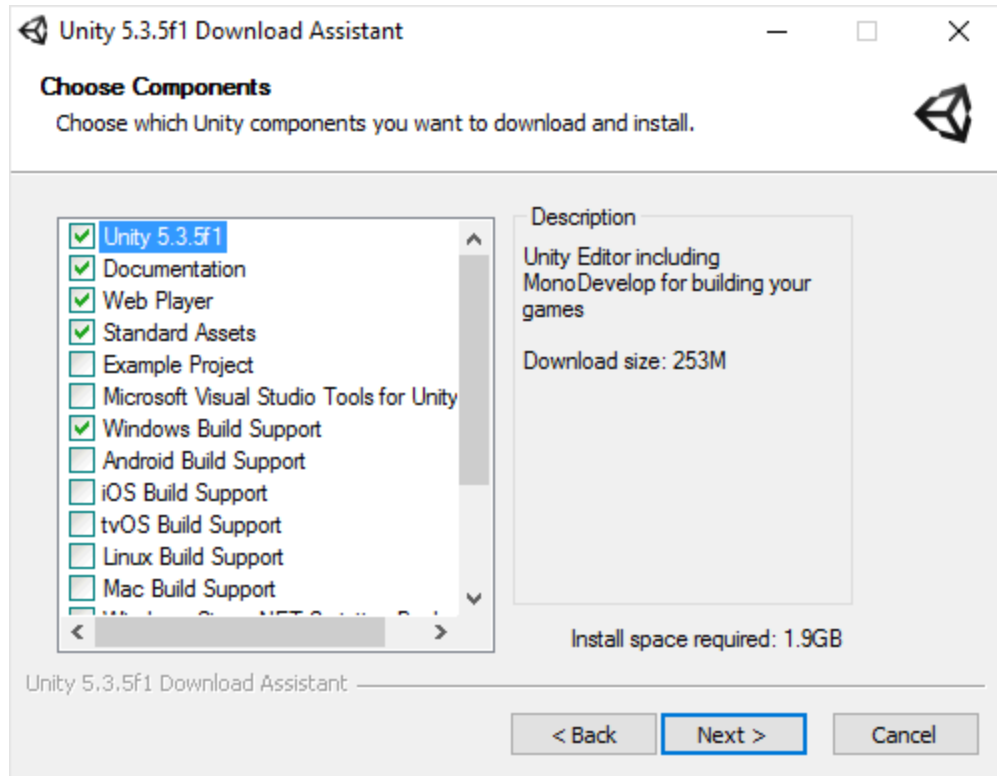 Unity 5.3.5f1 Download Assistant
Choose Components
Choose which Unity components you want to download and install.
Unity 5.3.5f1
Documentation
Web Player
Standard Assets
Example Project
Microsoft Visual Studio Tools for Unity
Windows Build Support
Android Build Support
iOS Build Support
tvOS Build Support
Linux Build Support
Mac Build Support
Description
Unity Editor including
MonoDevelop for building your
games
Download size: 253M
Install space required: 1.9GB
Unity 5.3.5f1 Download Assistant
< Back
Next >
Cancel